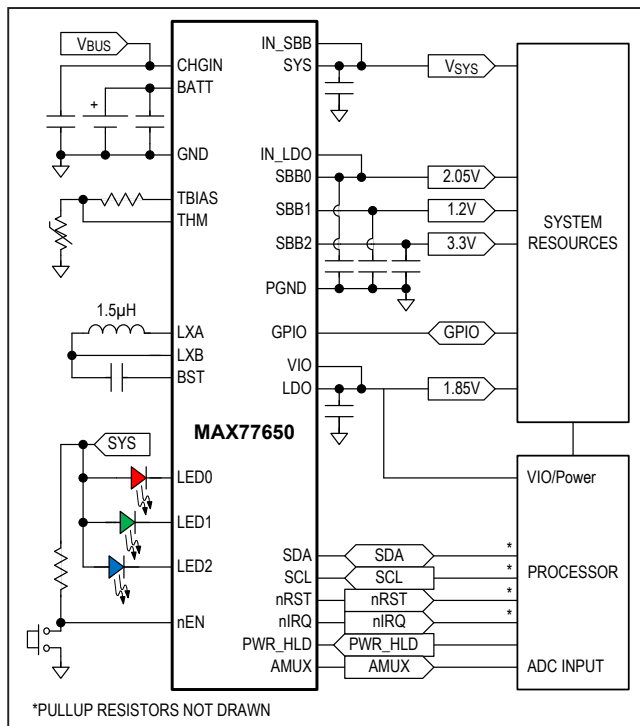 VBUS
CHGIN
BATT
+
GND
TBIAS
THM
1.5µH
LXA
LXB
BST
SYS
LED0
LED1
LED2
nEN
MAX77650
IN_SBB
SYS
VSYS
IN_LDO
SBB0
2.05V
SBB1
1.2V
SBB2
3.3V
PGND
GPIO
GPIO
VIO
LDO
1.85V
SYSTEM
RESOURCES
VIO/Power
SDA
SDA
*
SCL
SCL
*
nRST
nRST
*
nIRQ
nIRQ
*
PWR_HLD
PWR_HLD
AMUX
AMUX
PROCESSOR
ADC INPUT
*PULLUP RESISTORS NOT DRAWN